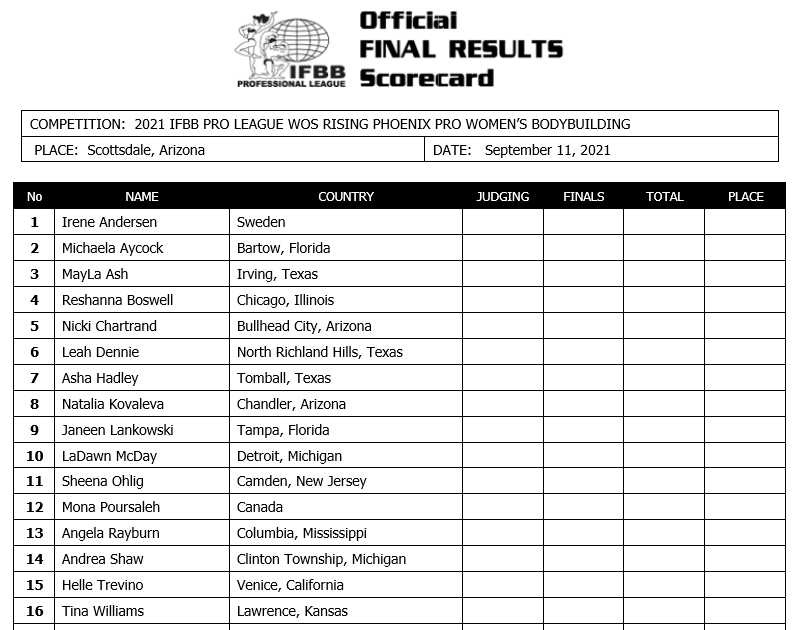 Official
FINAL RESULTS
Scorecard
IFBB
PROFESSIONAL LEAGUE
COMPETITION: 2021 IFBB PRO LEAGUE WOS RISING PHOENIX PRO WOMEN’S BODYBUILDING
PLACE: Scottsdale, Arizona DATE: September 11, 2021
No NAME COUNTRY JUDGING FINALS TOTAL PLACE
1 Irene Andersen Sweden
2 Michaela Aycock Bartow, Florida
3 MayLa Ash Irving, Texas
4 Reshanna Boswell Chicago, Illinois
5 Nicki Chartrand Bullhead City, Arizona
6 Leah Dennie North Richland Hills, Texas
7 Asha Hadley Tomball, Texas
8 Natalia Kovaleva Chandler, Arizona
9 Janeen Lankowski Tampa, Florida
10 LaDawn McDay Detroit, Michigan
11 Sheena Ohlig Camden, New Jersey
12 Mona Poursaleh Canada
13 Angela Rayburn Columbia, Mississippi
14 Andrea Shaw Clinton Township, Michigan
15 Helle Trevino Venice, California
16 Tina Williams Lawrence, Kansas